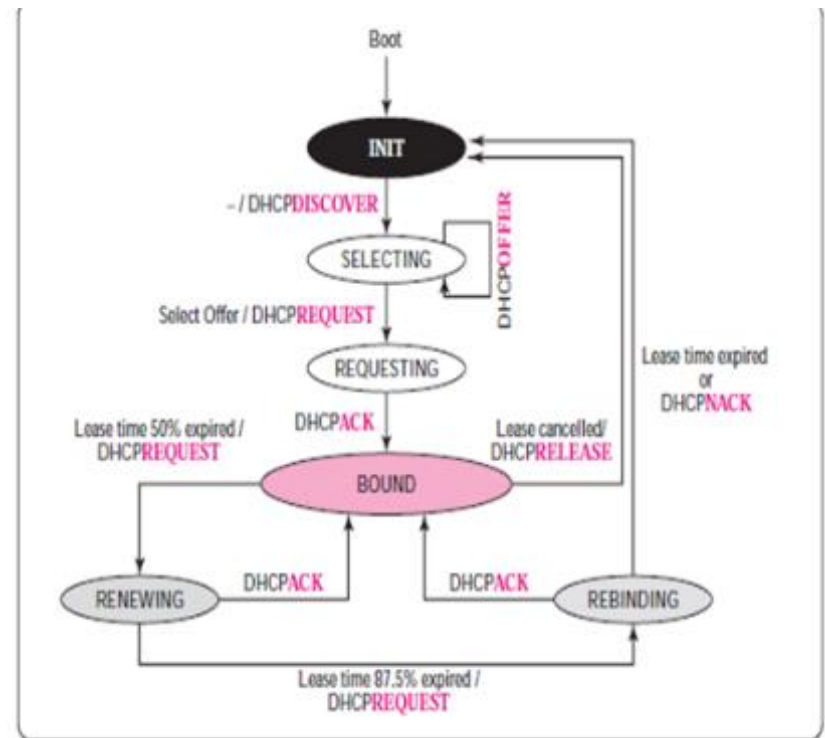 Boot
INIT
– / DHCPDISCOVER
SELECTING
DHCPOFFER
Select Offer / DHCPREQUEST
REQUESTING
Lease time expired
or
DHCPNACK
DHCPACK
Lease time 50% expired /
DHCPREQUEST
Lease cancelled/
DHCPRELEASE
BOUND
DHCPACK
DHCPACK
RENEWING
REBINDING
Lease time 87.5% expired /
DHCPREQUEST